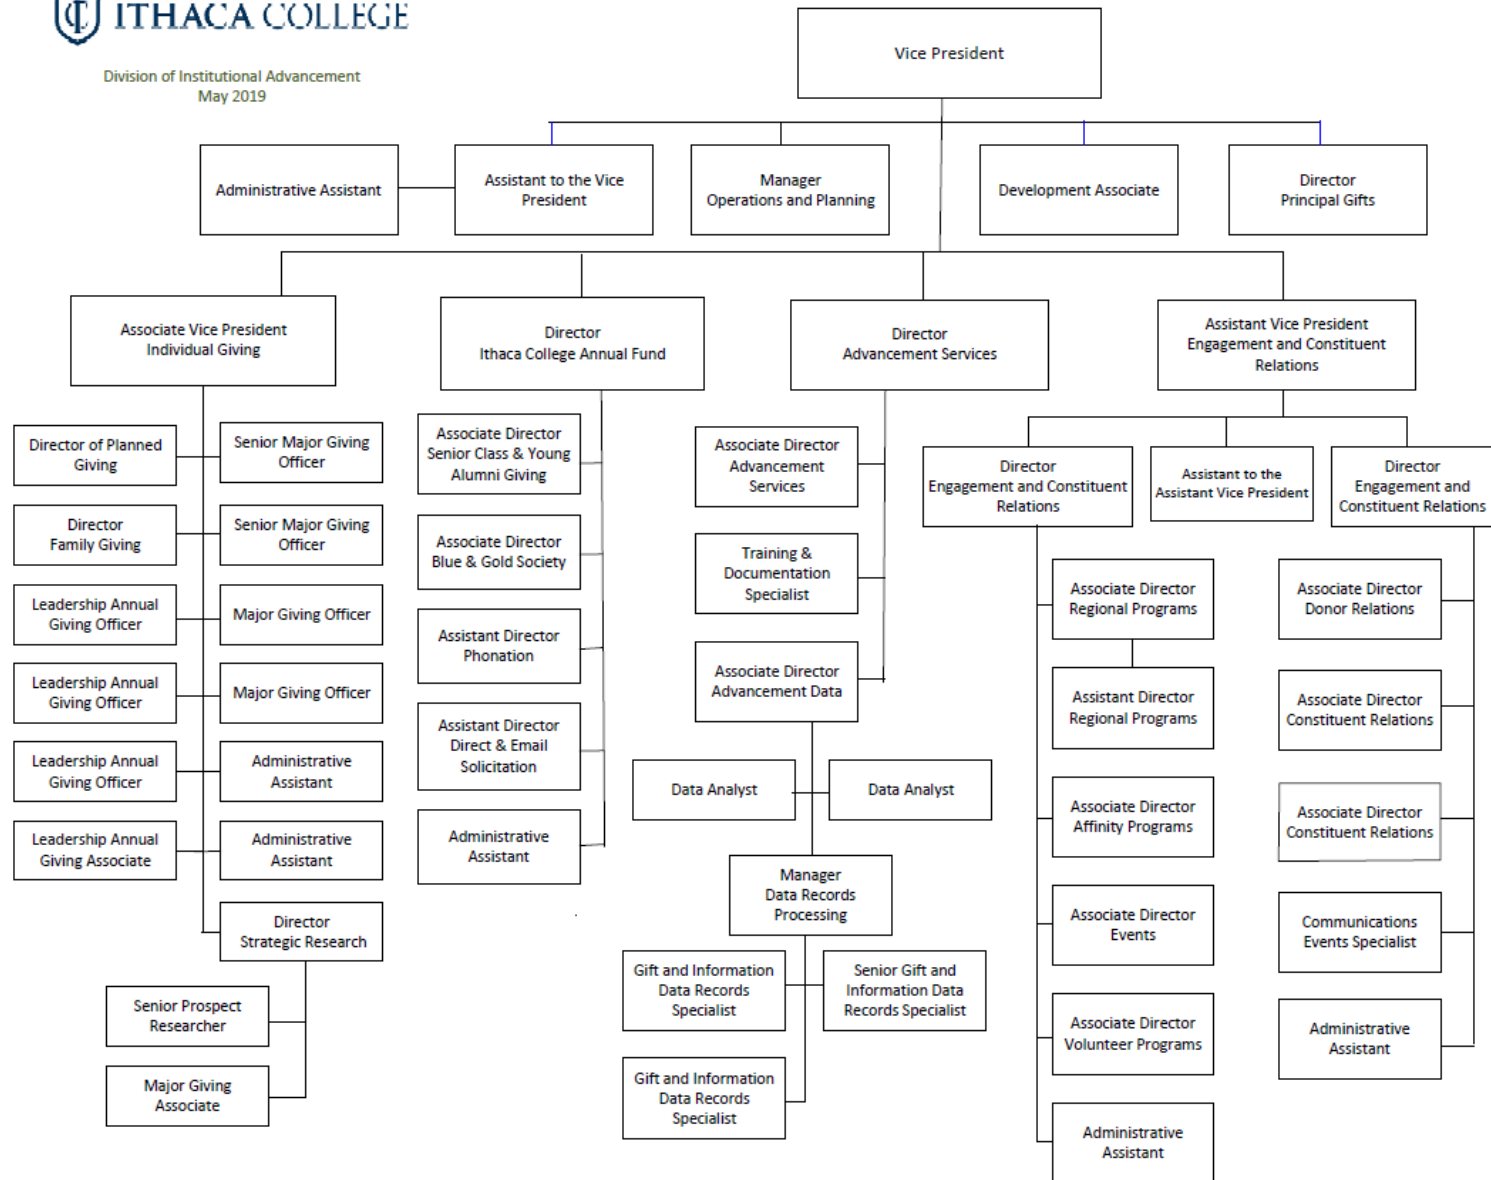 ITHACA COLLEGE
Division of Institutional Advancement
May 2019
Vice President
Administrative Assistant
Assistant to the Vice
President
Manager
Operations and Planning
Development Associate
Director
Principal Gifts
Associate Vice President
Individual Giving
Director
Ithaca College Annual Fund
Director
Advancement Services
Assistant Vice President
Engagement and Constituent
Relations
Director of Planned
Giving
Senior Major Giving
Officer
Director
Family Giving
Senior Major Giving
Officer
Leadership Annual
Giving Officer
Major Giving Officer
Leadership Annual
Giving Officer
Major Giving Officer
Leadership Annual
Giving Officer
Administrative
Assistant
Leadership Annual
Giving Associate
Administrative
Assistant
Director
Strategic Research
Senior Prospect
Researcher
Major Giving
Associate
Associate Director
Senior Class & Young
Alumni Giving
Associate Director
Blue & Gold Society
Assistant Director
Phonation
Assistant Director
Direct & Email
Solicitation
Administrative
Assistant
Associate Director
Advancement
Services
Training &
Documentation
Specialist
Associate Director
Advancement Data
Data Analyst
Data Analyst
Manager
Data Records
Processing
Gift and Information
Data Records
Specialist
Senior Gift and
Information Data
Records Specialist
Gift and Information
Data Records
Specialist
Director
Engagement and Constituent
Relations
Assistant to the
Assistant Vice President
Director
Engagement and
Constituent Relations
Associate Director
Regional Programs
Assistant Director
Regional Programs
Associate Director
Affinity Programs
Associate Director
Events
Associate Director
Volunteer Programs
Administrative
Assistant
Associate Director
Donor Relations
Associate Director
Constituent Relations
Associate Director
Constituent Relations
Communications
Events Specialist
Administrative
Assistant